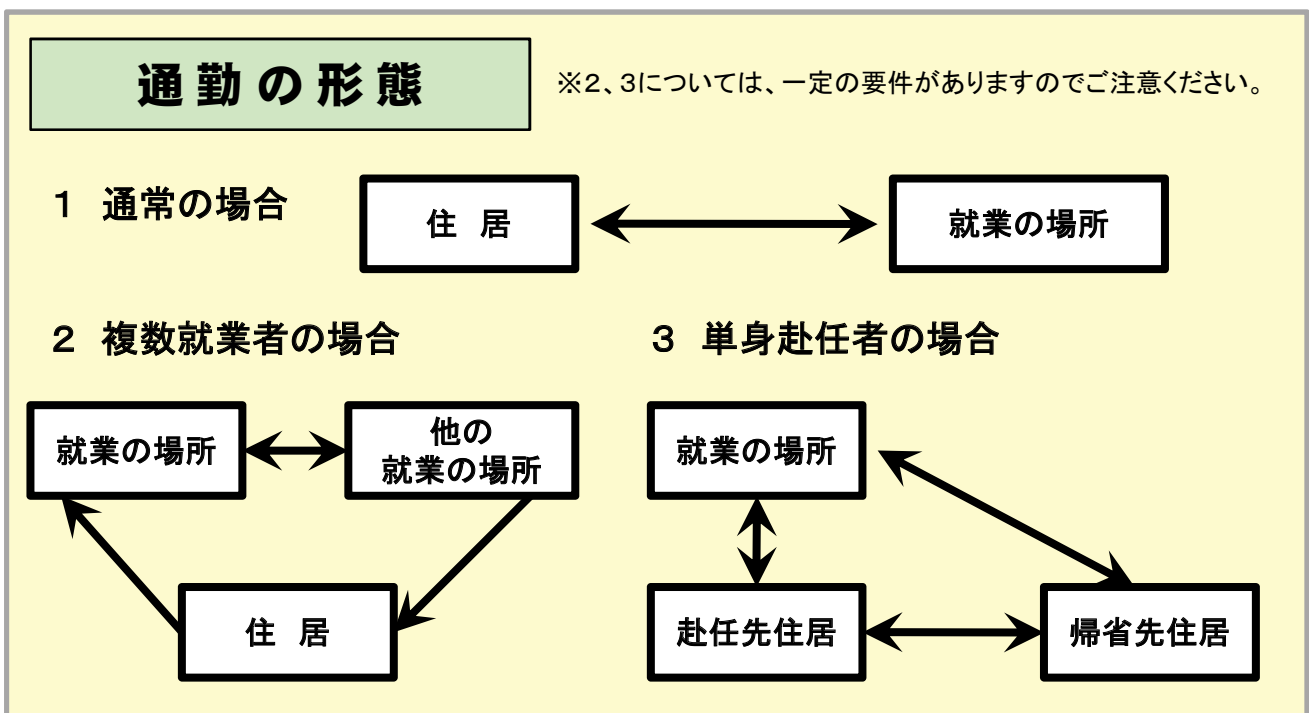 通勤の形態
※２、３については、一定の要件がありますのでご注意ください。
１ 通常の場合
住 居
就業の場所
２ 複数就業者の場合
就業の場所
他の
就業の場所
住 居
３ 単身赴任者の場合
就業の場所
赴任先住居
帰省先住居